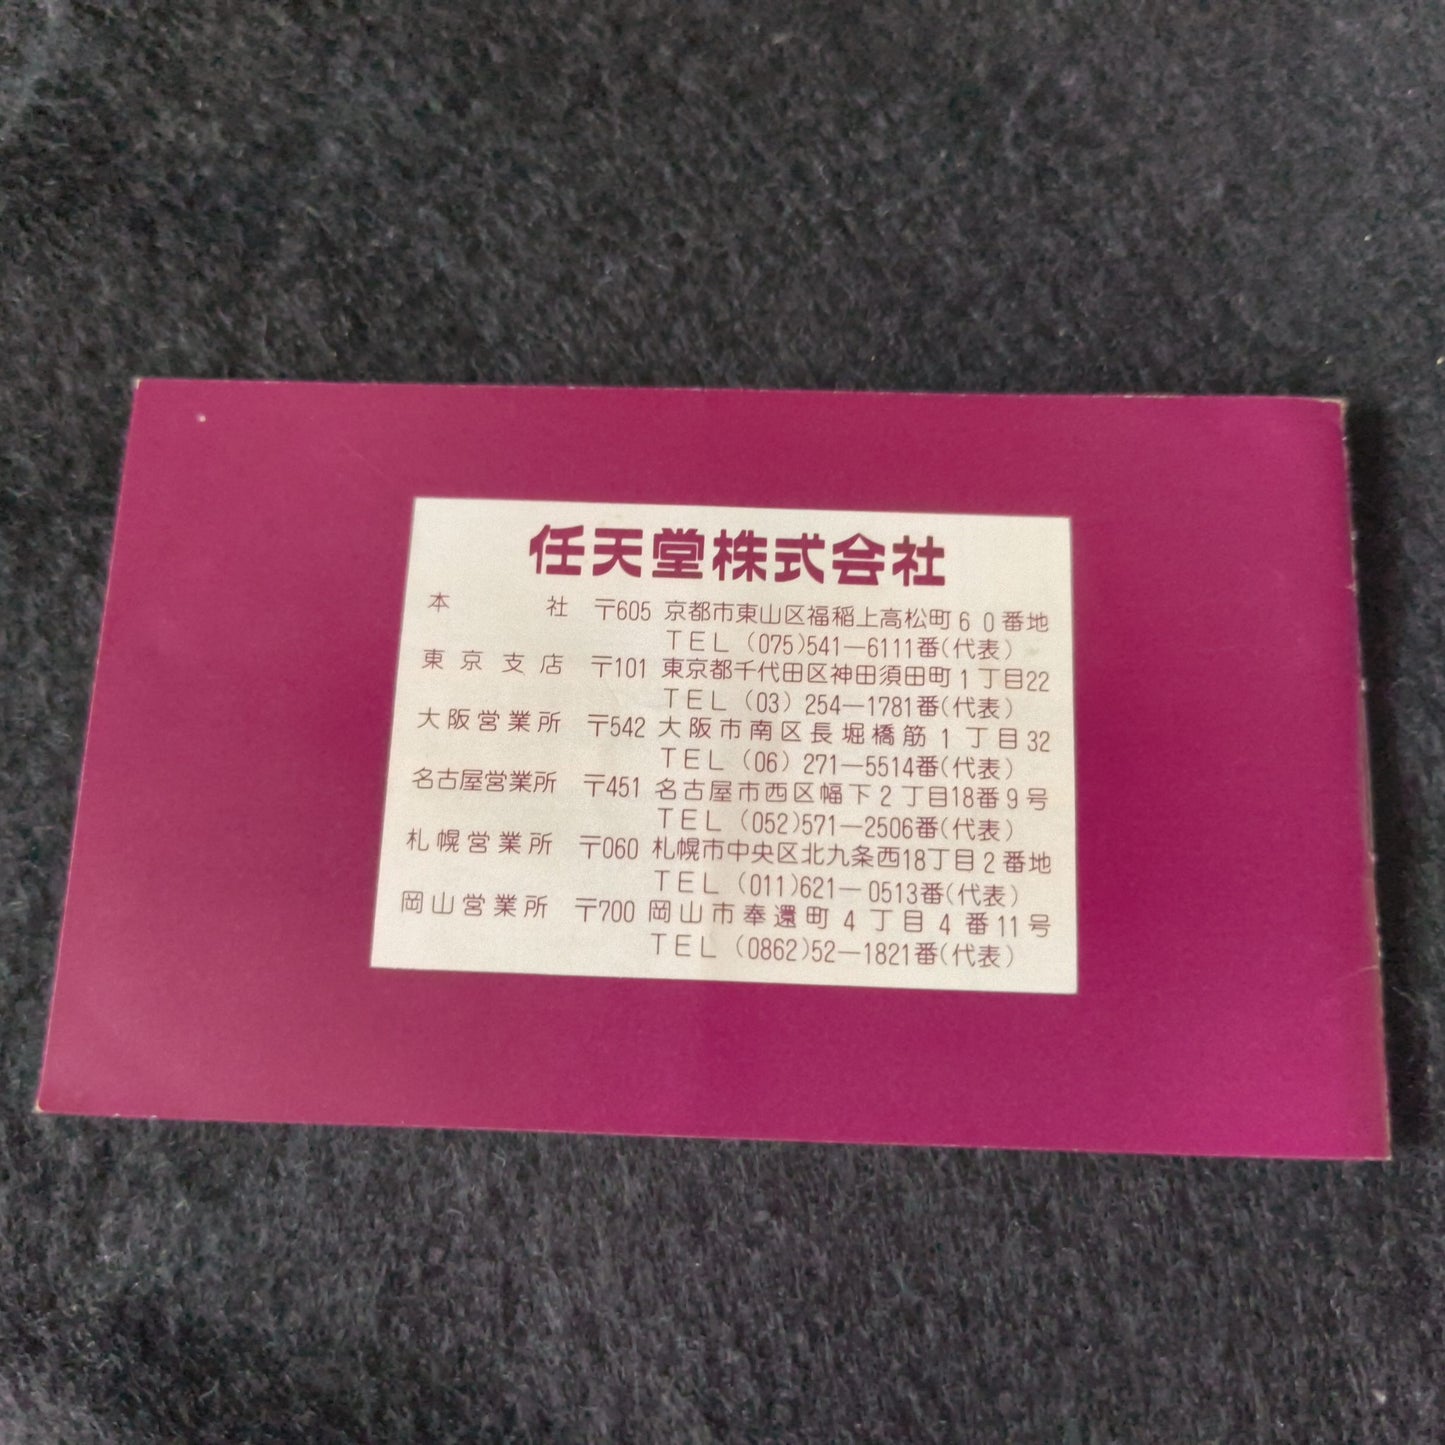 任天堂株式会社
本社 〒605 京都市東山区福稲上高松町60番地
TEL (075)541—6111番(代表)
東京支店 〒101 東京都千代田区神田須田町1丁目22
TEL (03) 254—1781番(代表)
大阪営業所 〒542 大阪市南区長堀橋筋1丁目32
TEL (06) 271—5514番(代表)
名古屋営業所 〒451 名古屋市西区幅下2丁目18番9号
TEL (052)571—2506番(代表)
札幌営業所 〒060 札幌市中央区北九条西18丁目2番地
TEL (011)621—0513番(代表)
岡山営業所 〒700 岡山市奉還町4丁目4番11号
TEL (0862)52—1821番(代表)